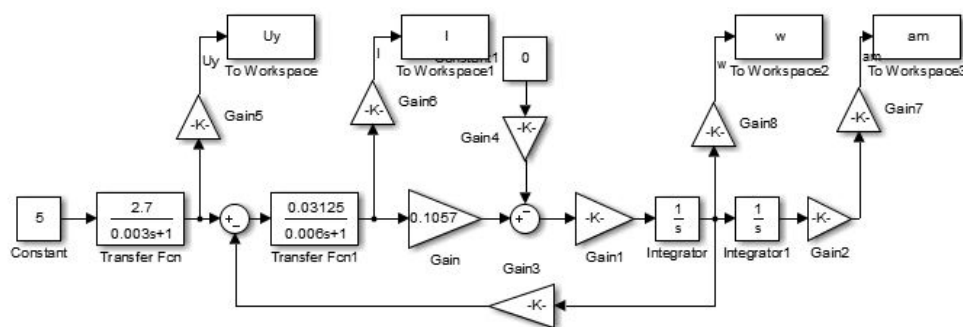 Uy
To Workspace
Uy
-K-
Gain5
I
To Workspace1
I
-K-
Gain6
Constant1
0
-K-
Gain4
w
To Workspace2
w
-K-
Gain8
am
To Workspace3
am
-K-
Gain7
5
Constant
2.7
0.003s+1
Transfer Fcn
+
−
0.03125
0.006s+1
Transfer Fcn1
0.1057
Gain
−
+
-K-
Gain1
1
s
Integrator
1
s
Integrator1
-K-
Gain2
Gain3
-K-